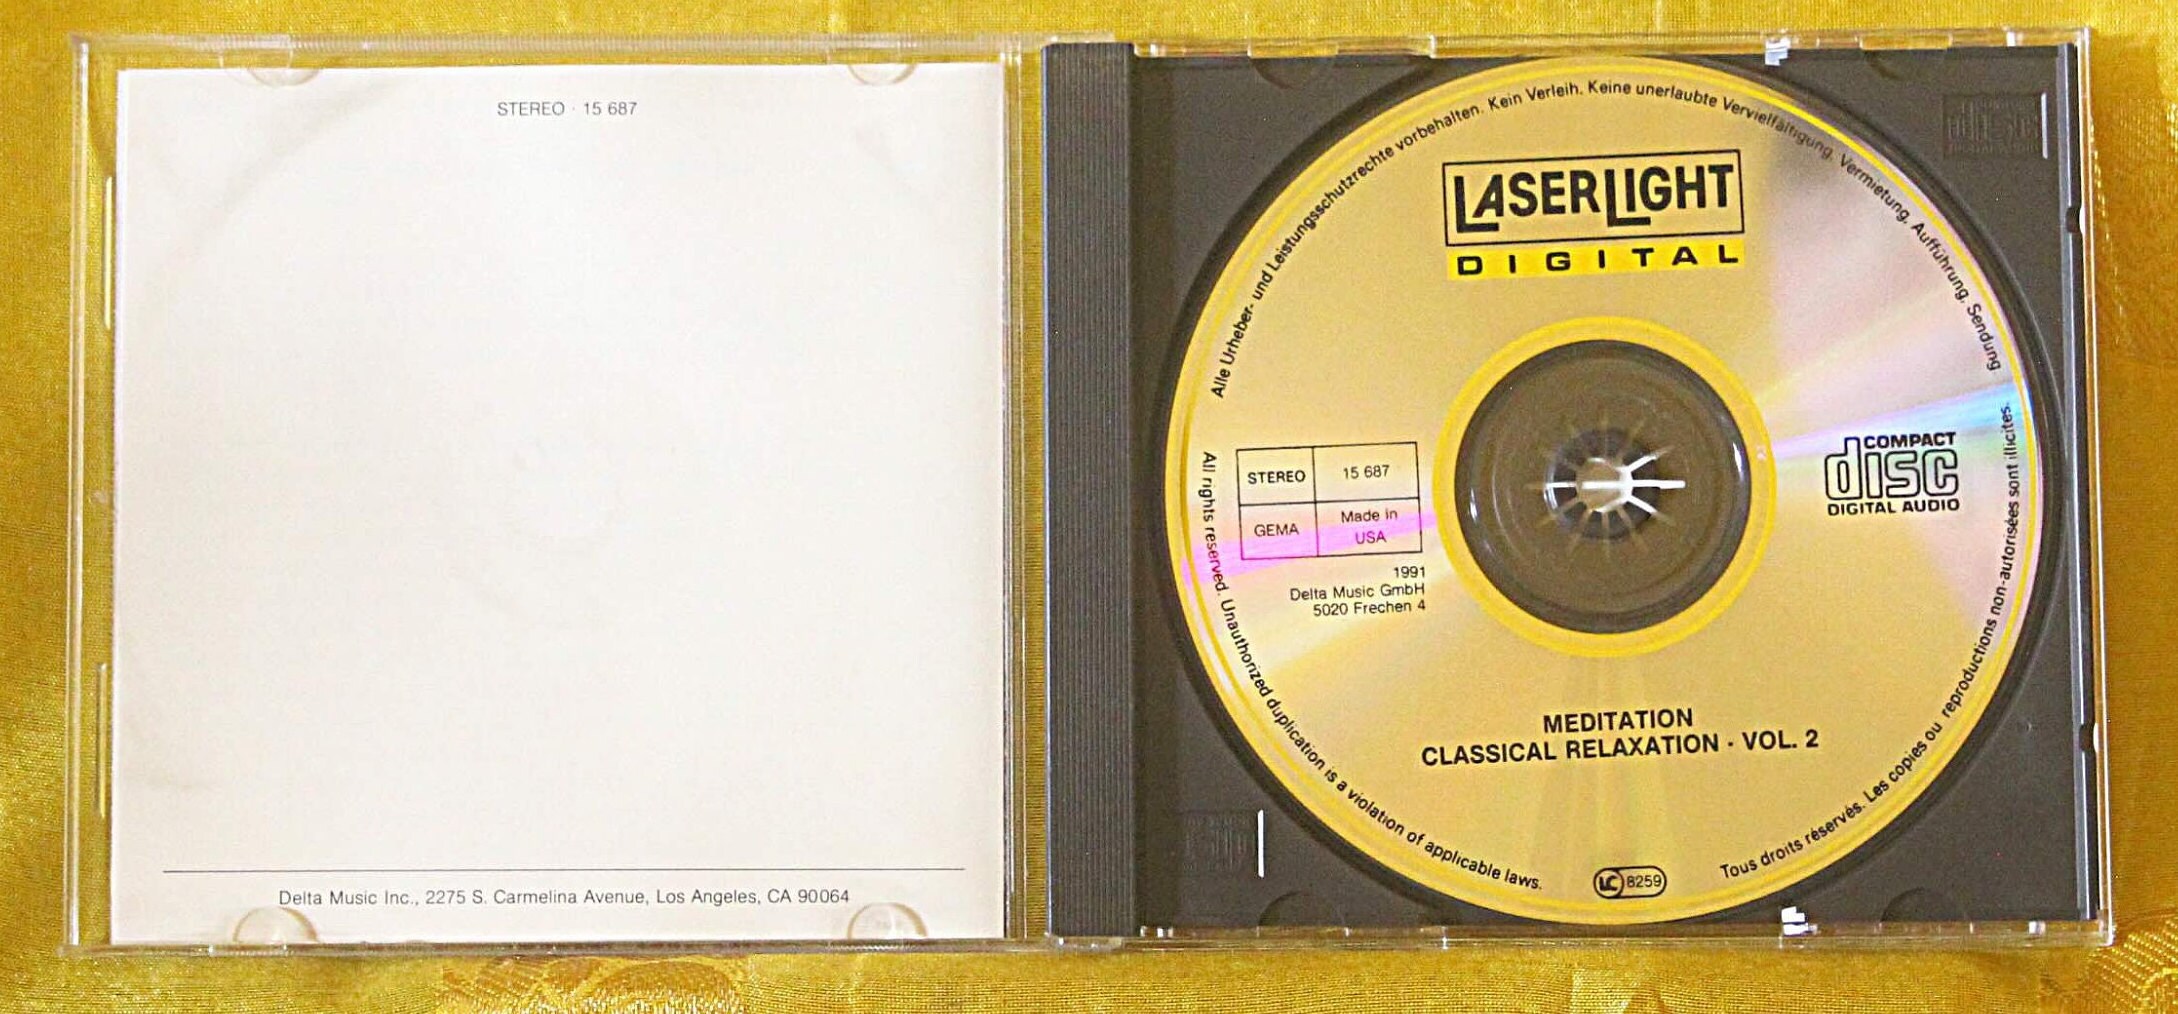 STEREO · 15 687
Delta Music Inc., 2275 S. Carmelina Avenue, Los Angeles, CA 90064
Alle Urheber- und Leistungsschutzrechte vorbehalten. Kein Verleih. Keine unerlaubte Vervielfältigung, Vermietung, Aufführung, Sendung
LASERLIGHT
DIGITAL
STEREO
15 687
GEMA
Made in
USA
1991
Delta Music GmbH
5020 Frechen 4
COMPACT
disc
DIGITAL AUDIO
MEDITATION
CLASSICAL RELAXATION · VOL. 2
All rights reserved. Unauthorized duplication is a violation of applicable laws.
LC 8259
Tous droits réservés. Les copies ou reproductions non-autorisées sont illicites.